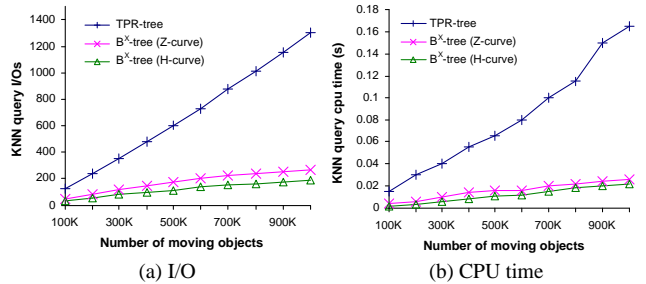 KNN query I/Os
1400
1200
1000
800
600
400
200
0
TPR-tree
B^X-tree (Z-curve)
B^X-tree (H-curve)
100K 300K 500K 700K 900K
Number of moving objects
(a) I/O
KNN query cpu time (s)
0.2
0.18
0.16
0.14
0.12
0.1
0.08
0.06
0.04
0.02
0
TPR-tree
B^X-tree (Z-curve)
B^X-tree (H-curve)
100K 300K 500K 700K 900K
Number of moving objects
(b) CPU time